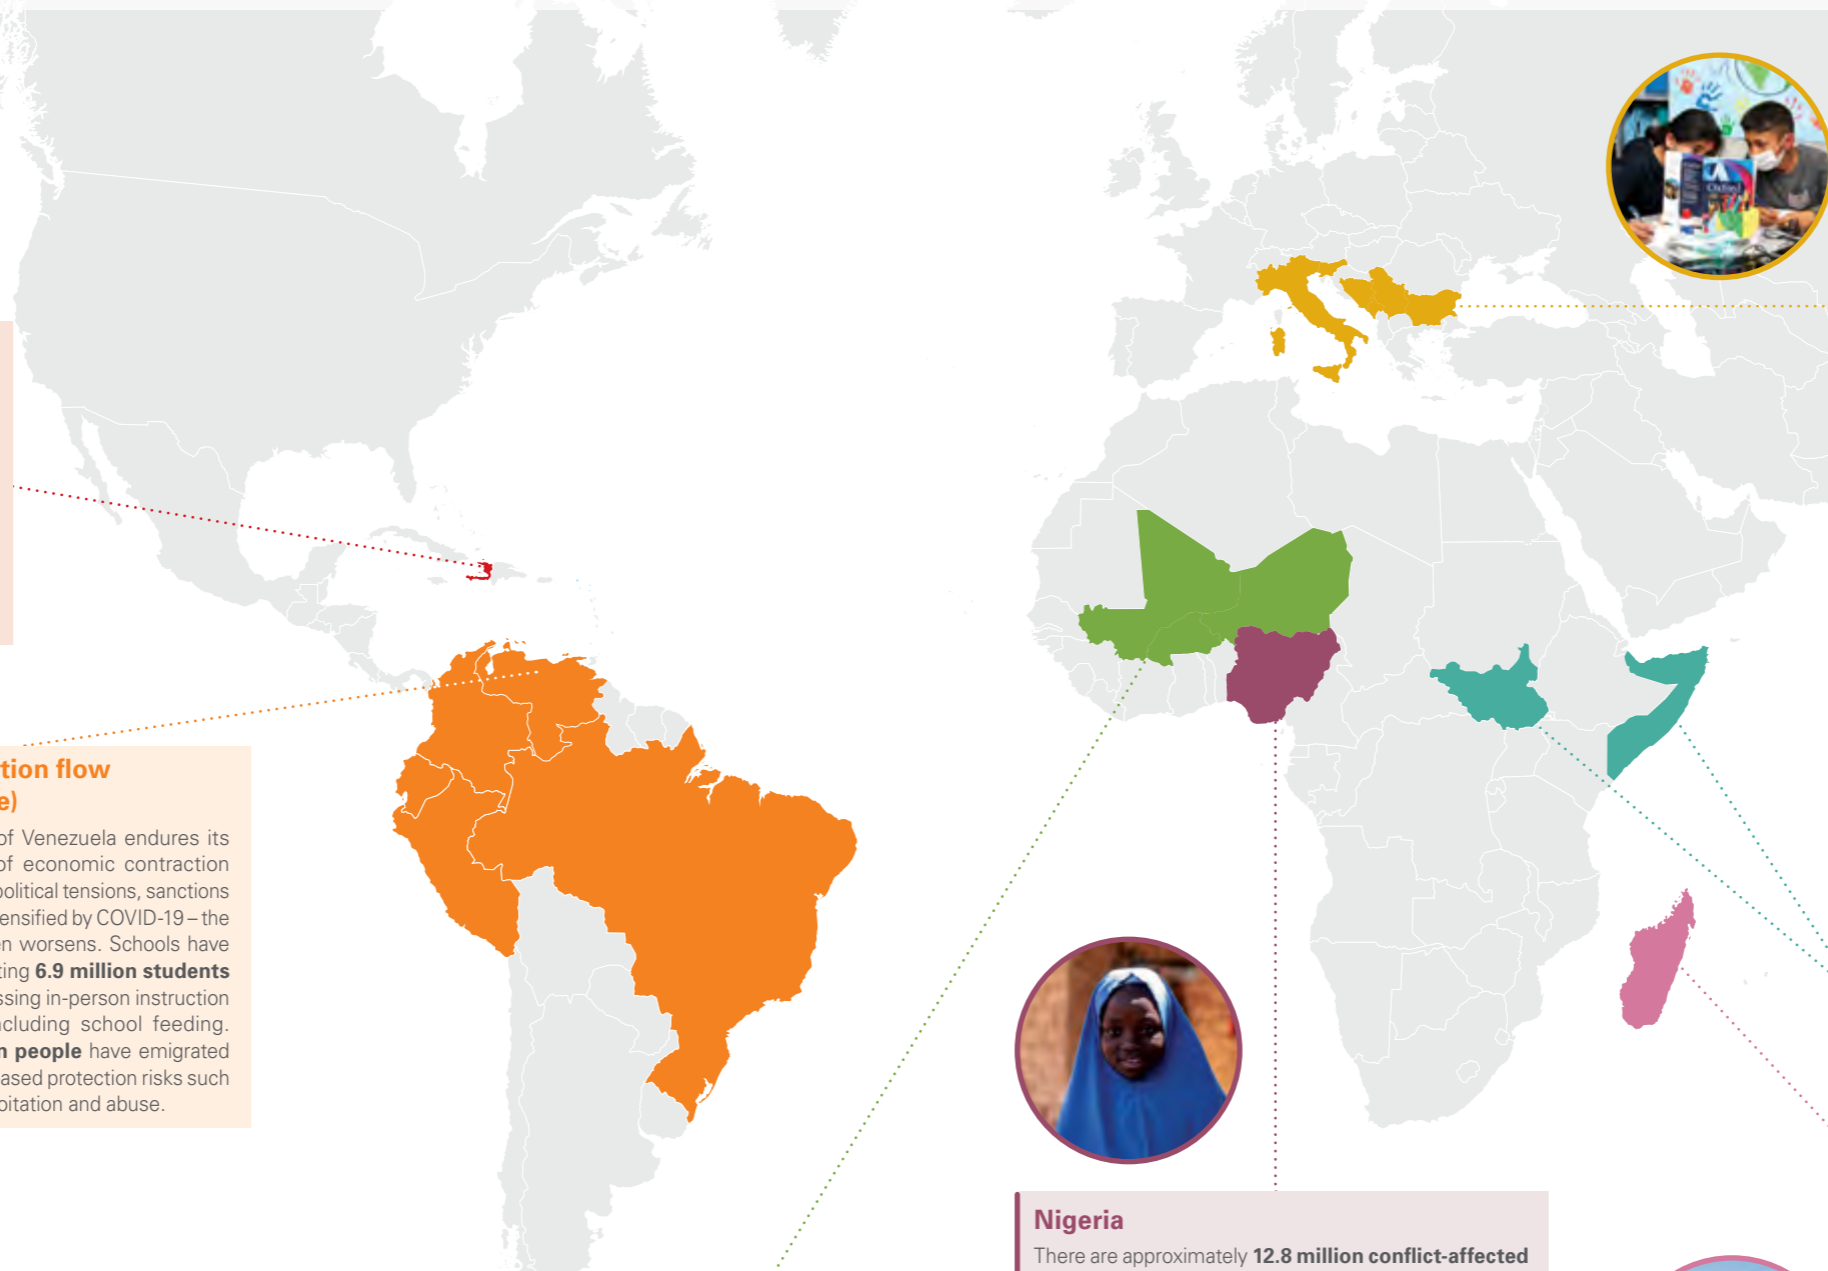 tion flow
e)
of Venezuela endures its
of economic contraction
political tensions, sanctions
ensified by COVID-19 – the
en worsens. Schools have
ting 6.9 million students
ssing in-person instruction
ncluding school feeding.
n people have emigrated
ased protection risks such
oitation and abuse.
Oxford
Nigeria
There are approximately 12.8 million conflict-affected